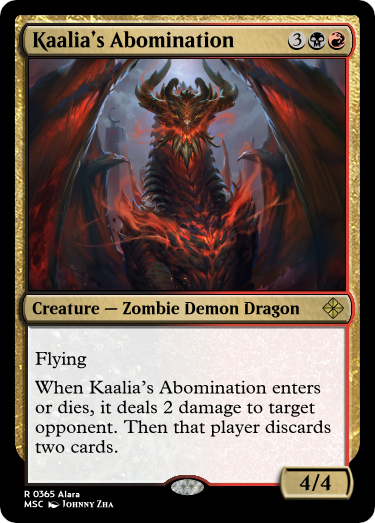 Kaalia's Abomination 3
Creature — Zombie Demon Dragon
Flying
When Kaalia's Abomination enters
or dies, it deals 2 damage to target
opponent. Then that player discards
two cards.
4/4
R 0365 Alara
MSC Johnny Zha